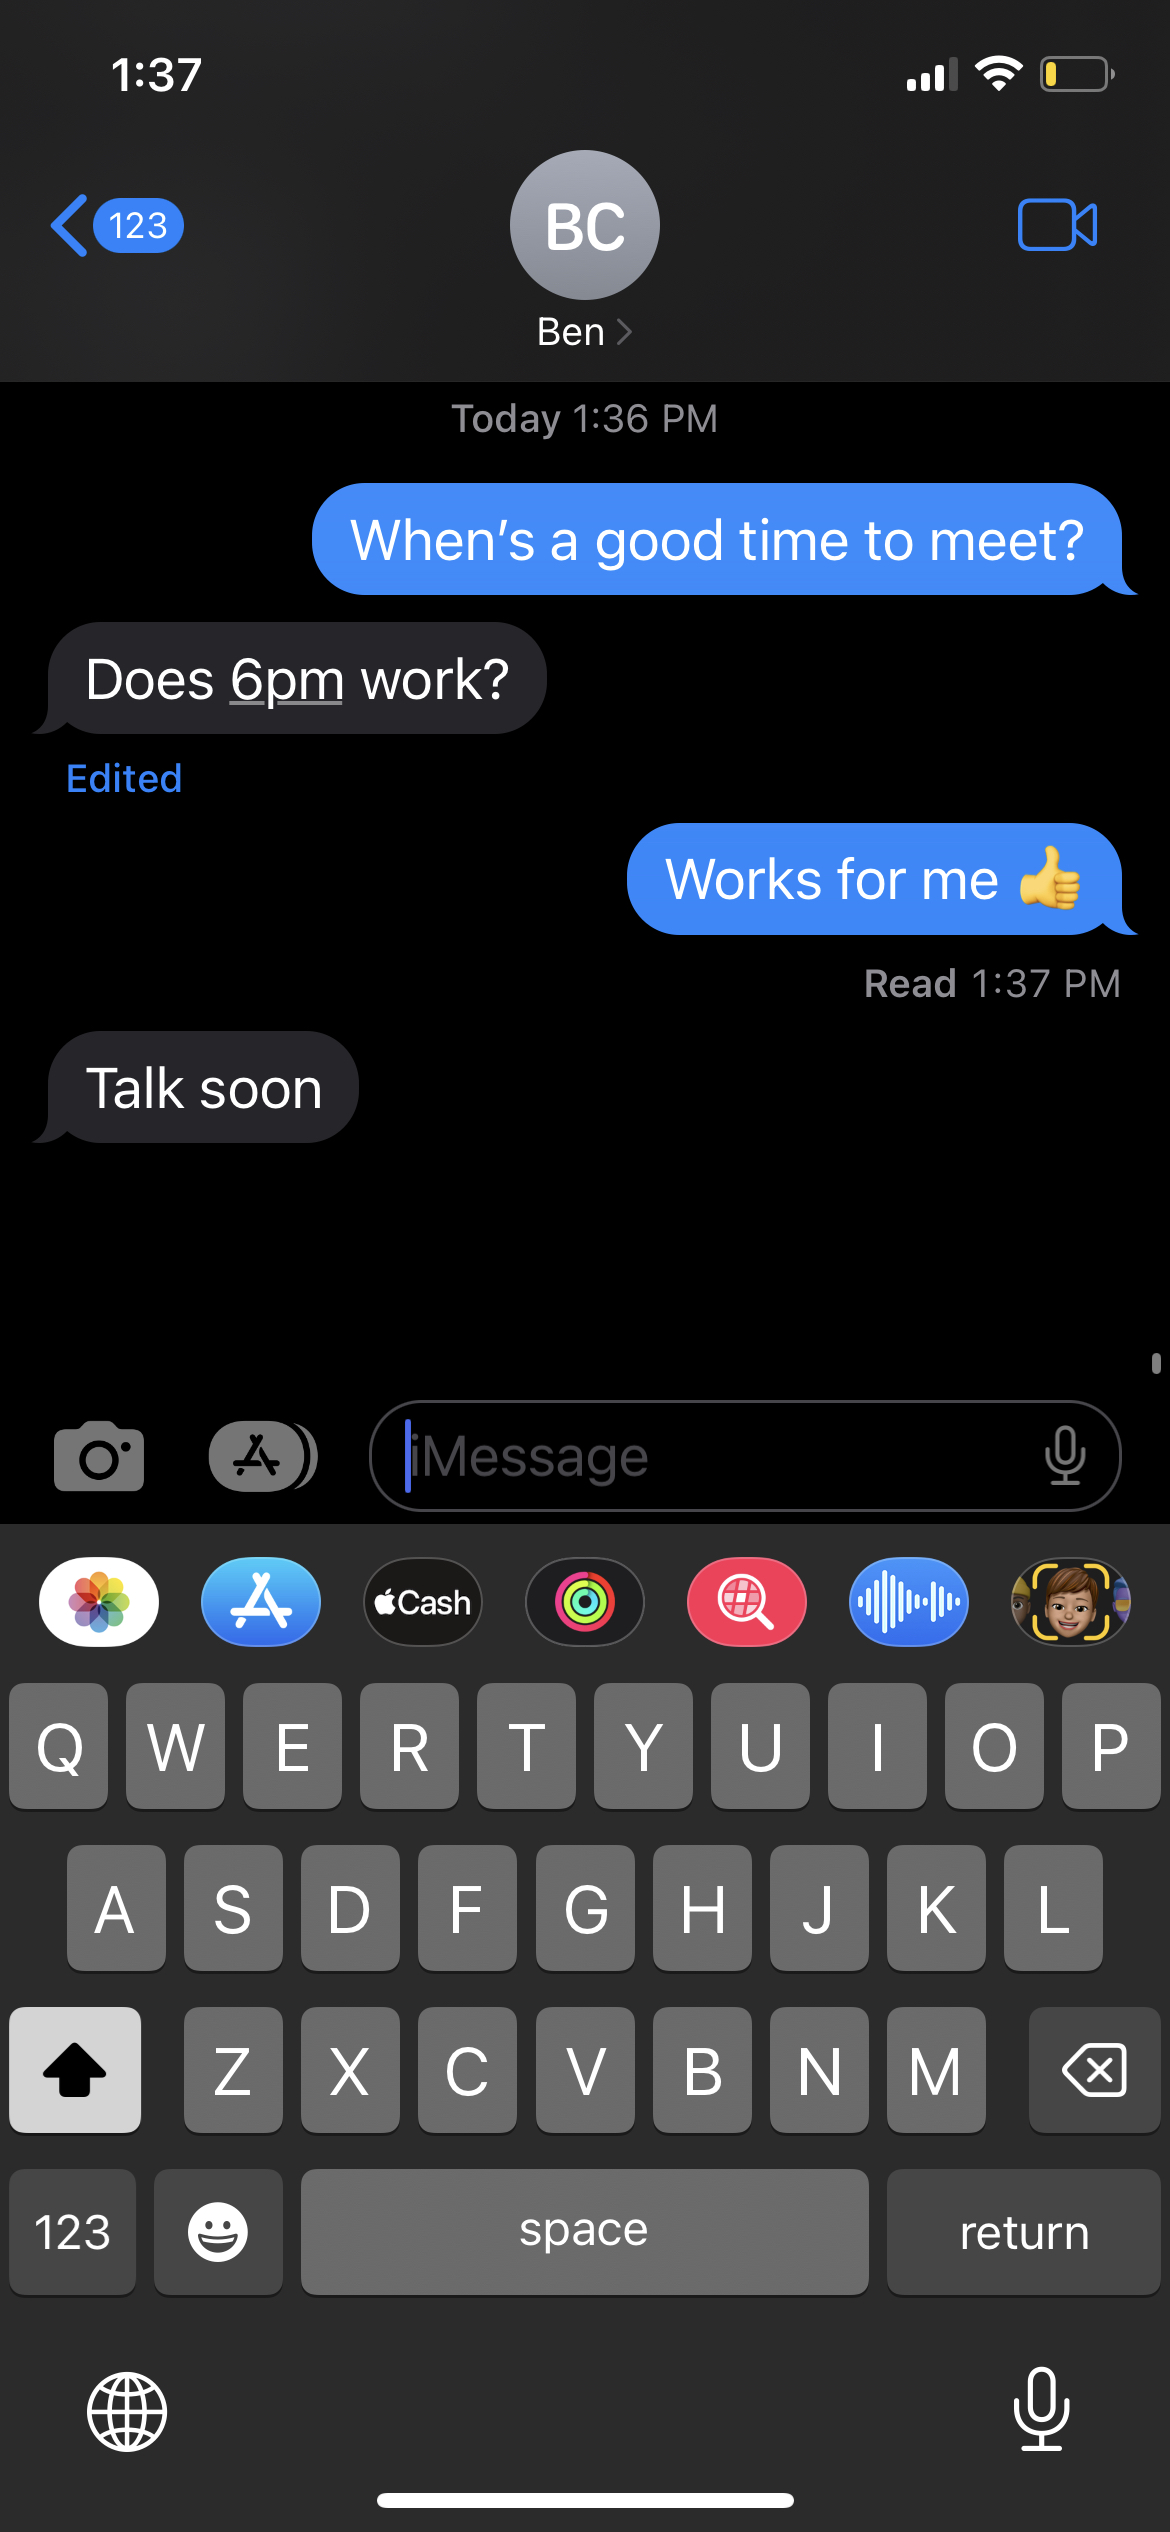 1:37
123
BC
Ben
Today 1:36 PM
When’s a good time to meet?
Does 6pm work?
Edited
Works for me 👍
Read 1:37 PM
Talk soon
iMessage
Cash
Q W E R T Y U I O P
A S D F G H J K L
Z X C V B N M
123 space return